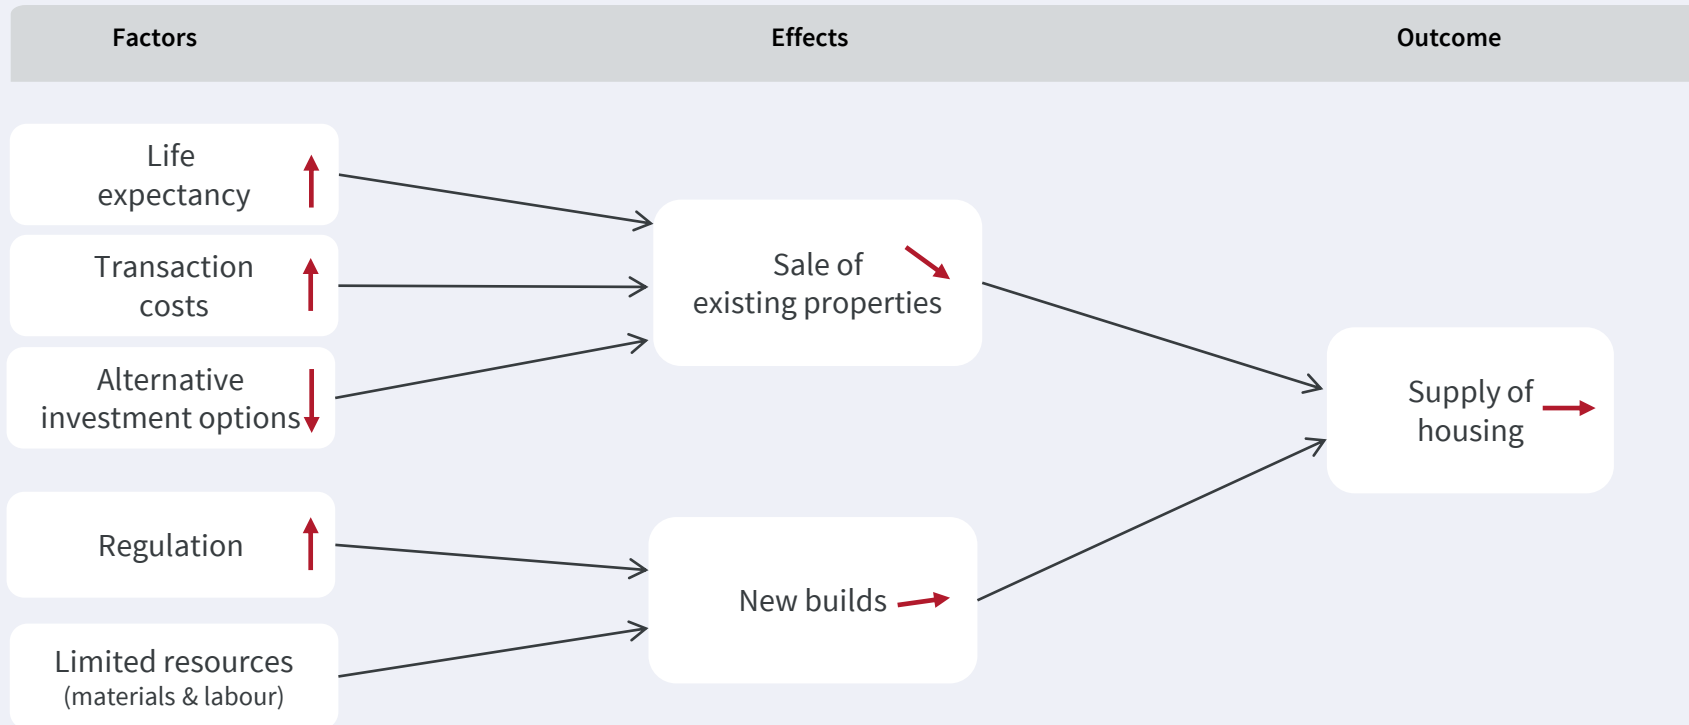 Factors
Effects
Outcome
Life
expectancy
Transaction
costs
Alternative
investment options
Regulation
Limited resources
(materials & labour)
Sale of
existing properties
New builds
Supply of
housing